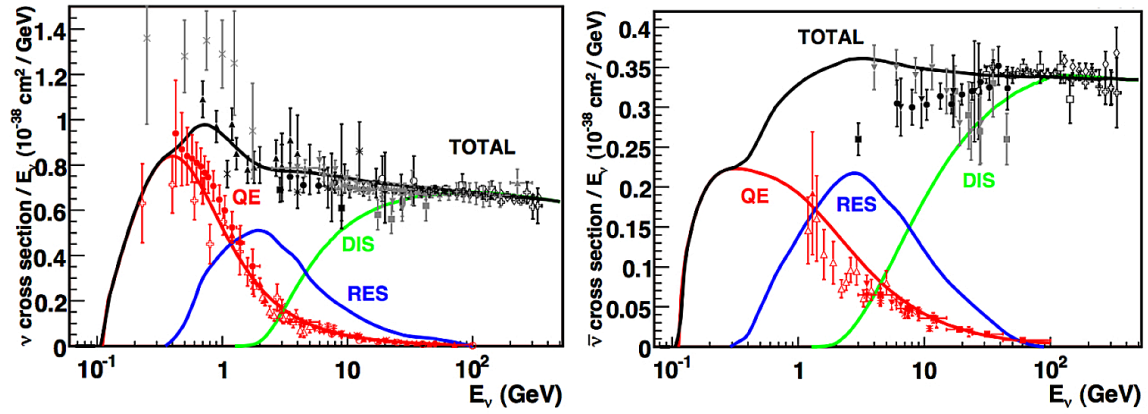 ν cross section / Eν (10-38 cm2 / GeV)
1.4
1.2
1
0.8
0.6
0.4
0.2
0
TOTAL
QE
DIS
RES
10-1
1
10
102
Eν (GeV)
ν̅ cross section / Eν (10-38 cm2 / GeV)
0.4
0.35
0.3
0.25
0.2
0.15
0.1
0.05
0
TOTAL
QE
RES
DIS
10-1
1
10
102
Eν (GeV)